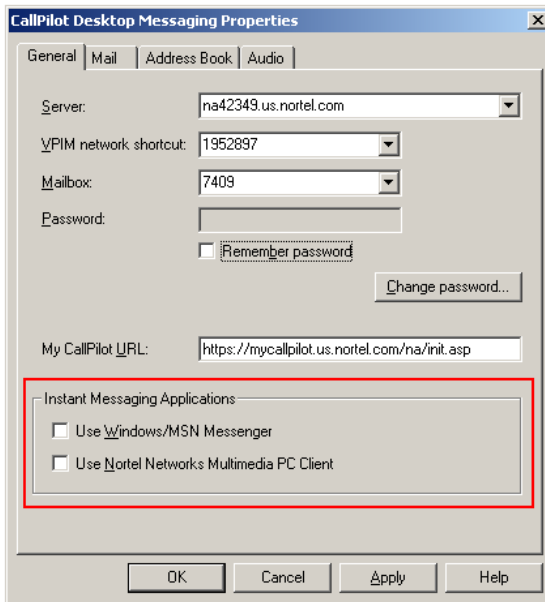 CallPilot Desktop Messaging Properties
General Mail Address Book Audio
Server: na42349.us.nortel.com
VPIM network shortcut: 1952897
Mailbox: 7409
Password:
Remember password
Change password...
My CallPilot URL: https://mycallpilot.us.nortel.com/na/init.asp
Instant Messaging Applications
Use Windows/MSN Messenger
Use Nortel Networks Multimedia PC Client
OK Cancel Apply Help